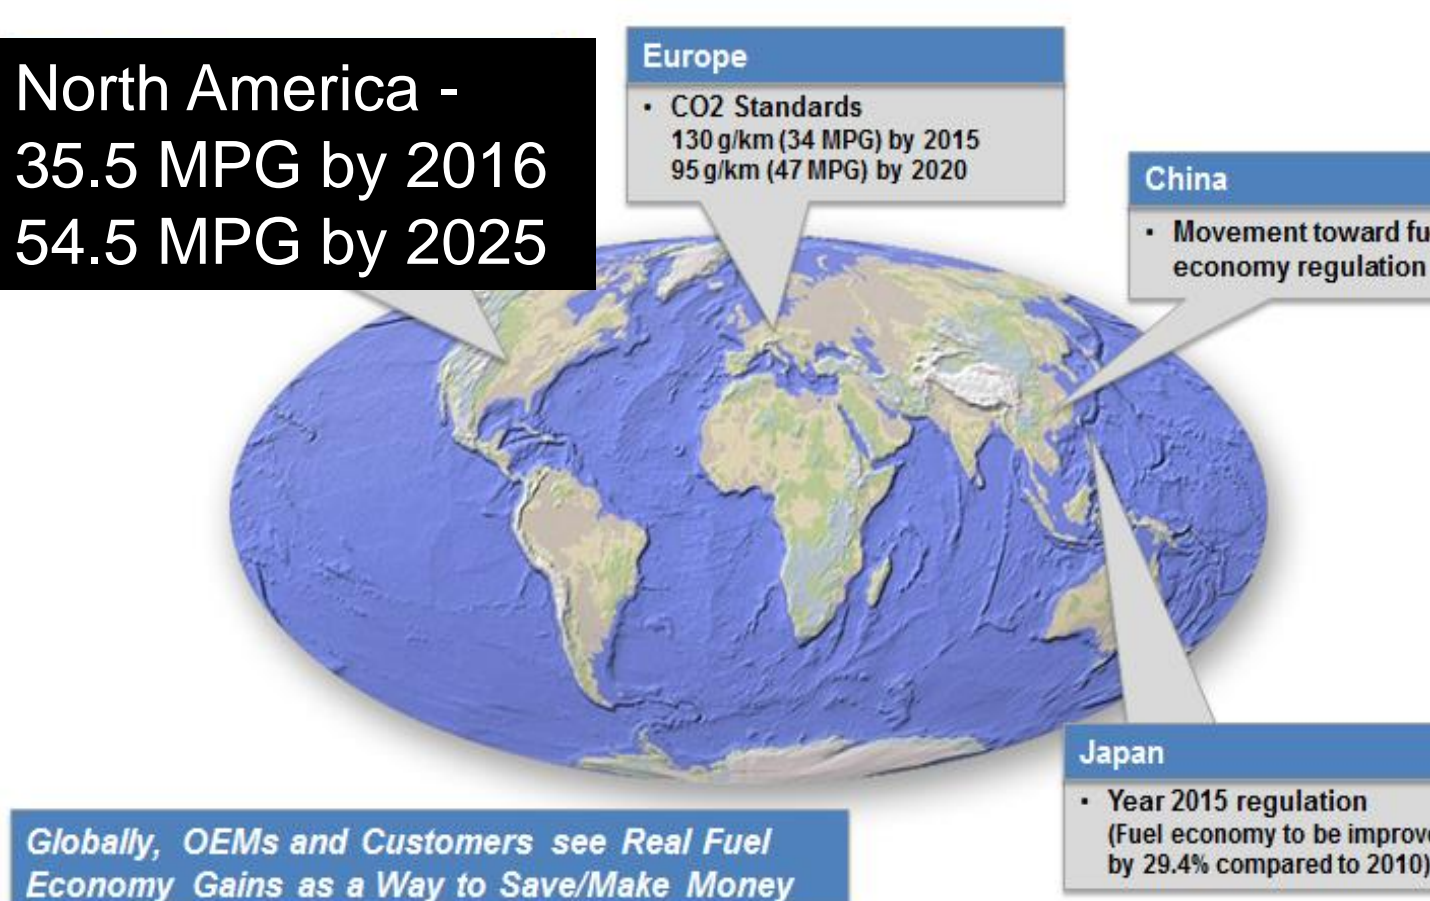 North America -
35.5 MPG by 2016
54.5 MPG by 2025
Europe
• CO2 Standards
130 g/km (34 MPG) by 2015
95 g/km (47 MPG) by 2020
China
• Movement toward
economy regulation
Japan
• Year 2015 regulation
(Fuel economy to be
by 29.4% compared to 2010)
Globally, OEMs and Customers see Real Fuel
Economy Gains as a Way to Save/Make Money